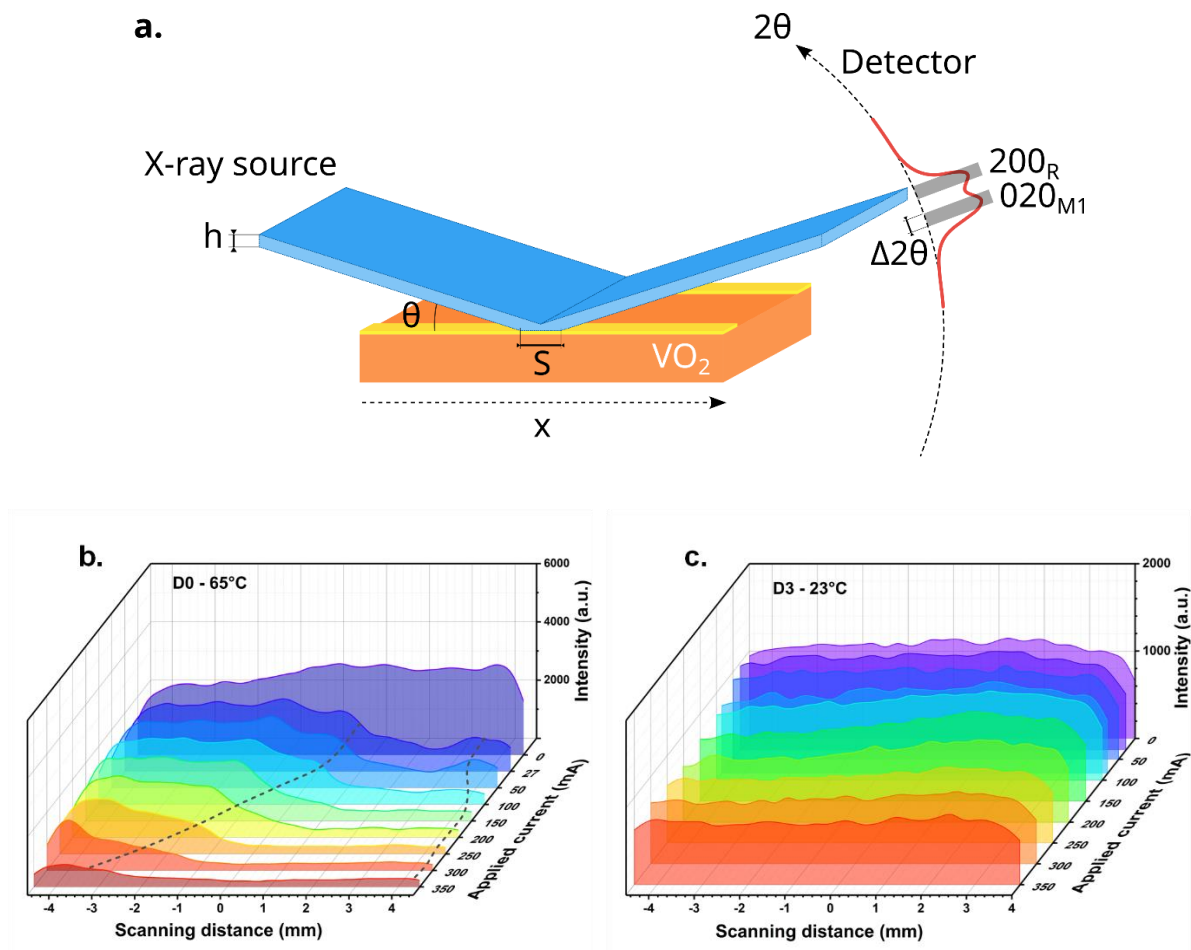 a.
2θ
Detector
X-ray source
200R
020M1
h
Δ2θ
θ
S
VO2
x
b.
D0 - 65°C
6000
4000
2000
0
Intensity (a.u.)
0
27
50
100
150
200
250
300
350
Applied current (mA)
-4 -3 -2 -1 0 1 2 3 4
Scanning distance (mm)
c.
D3 - 23°C
2000
1000
0
Intensity (a.u.)
0
50
100
150
200
250
300
350
Applied current (mA)
-4 -3 -2 -1 0 1 2 3 4
Scanning distance (mm)